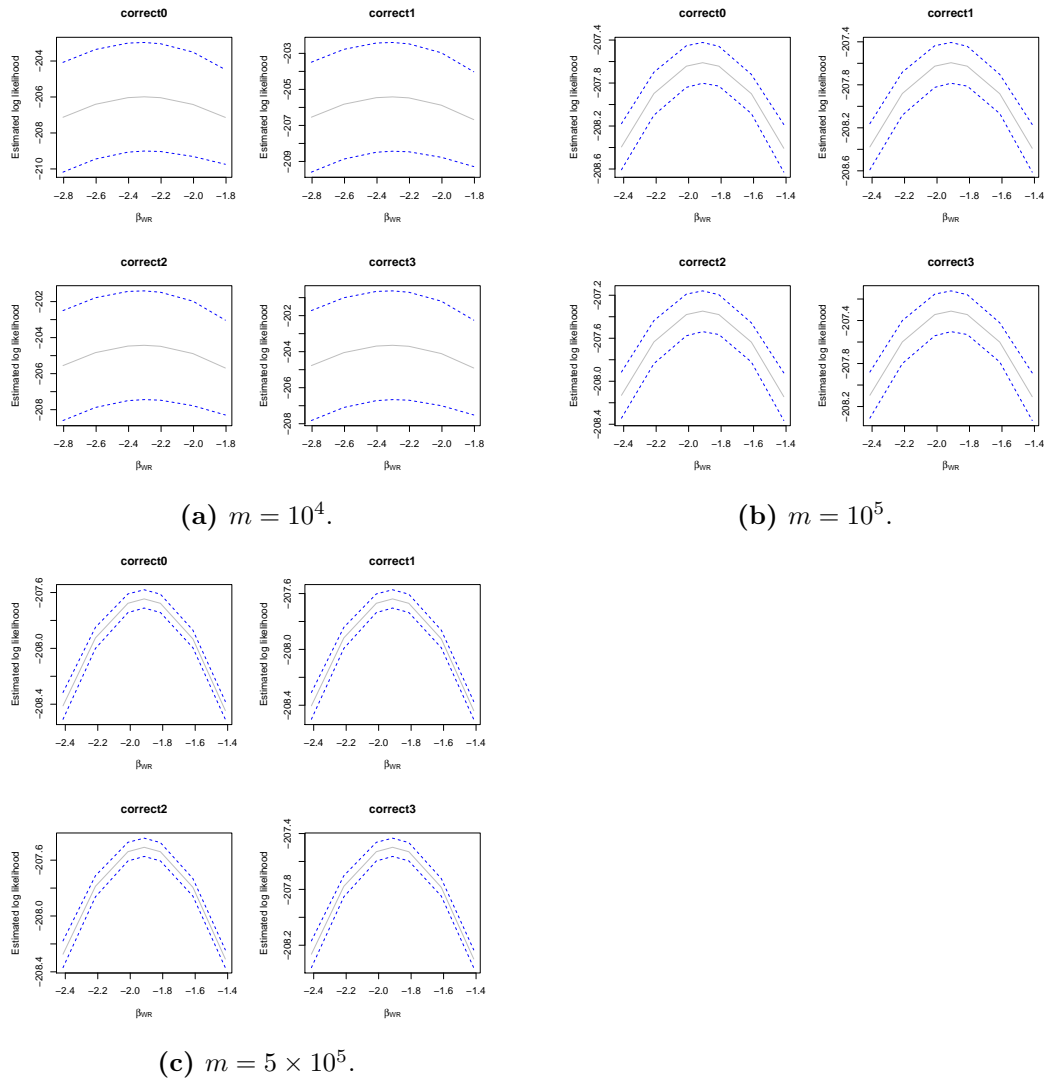 correct0
Estimated log likelihood
−210
−208
−206
−204
−2.8
−2.6
−2.4
−2.2
−2.0
−1.8
βWR
correct1
Estimated log likelihood
−209
−207
−205
−203
−2.8
−2.6
−2.4
−2.2
−2.0
−1.8
βWR
correct2
Estimated log likelihood
−208
−206
−204
−202
−2.8
−2.6
−2.4
−2.2
−2.0
−1.8
βWR
correct3
Estimated log likelihood
−208
−206
−204
−202
−2.8
−2.6
−2.4
−2.2
−2.0
−1.8
βWR
(a) m = 10⁴.
correct0
Estimated log likelihood
−208.6
−208.2
−207.8
−207.4
−2.4
−2.2
−2.0
−1.8
−1.6
−1.4
βWR
correct1
Estimated log likelihood
−208.6
−208.2
−207.8
−207.4
−2.4
−2.2
−2.0
−1.8
−1.6
−1.4
βWR
correct2
Estimated log likelihood
−208.4
−208.0
−207.6
−207.2
−2.4
−2.2
−2.0
−1.8
−1.6
−1.4
βWR
correct3
Estimated log likelihood
−208.2
−207.8
−207.4
−2.4
−2.2
−2.0
−1.8
−1.6
−1.4
βWR
(b) m = 10⁵.
correct0
Estimated log likelihood
−208.4
−208.0
−207.6
−2.4
−2.2
−2.0
−1.8
−1.6
−1.4
βWR
correct1
Estimated log likelihood
−208.4
−208.0
−207.6
−2.4
−2.2
−2.0
−1.8
−1.6
−1.4
βWR
correct2
Estimated log likelihood
−208.4
−208.0
−207.6
−2.4
−2.2
−2.0
−1.8
−1.6
−1.4
βWR
correct3
Estimated log likelihood
−208.2
−207.8
−207.4
−2.4
−2.2
−2.0
−1.8
−1.6
−1.4
βWR
(c) m = 5 × 10⁵.